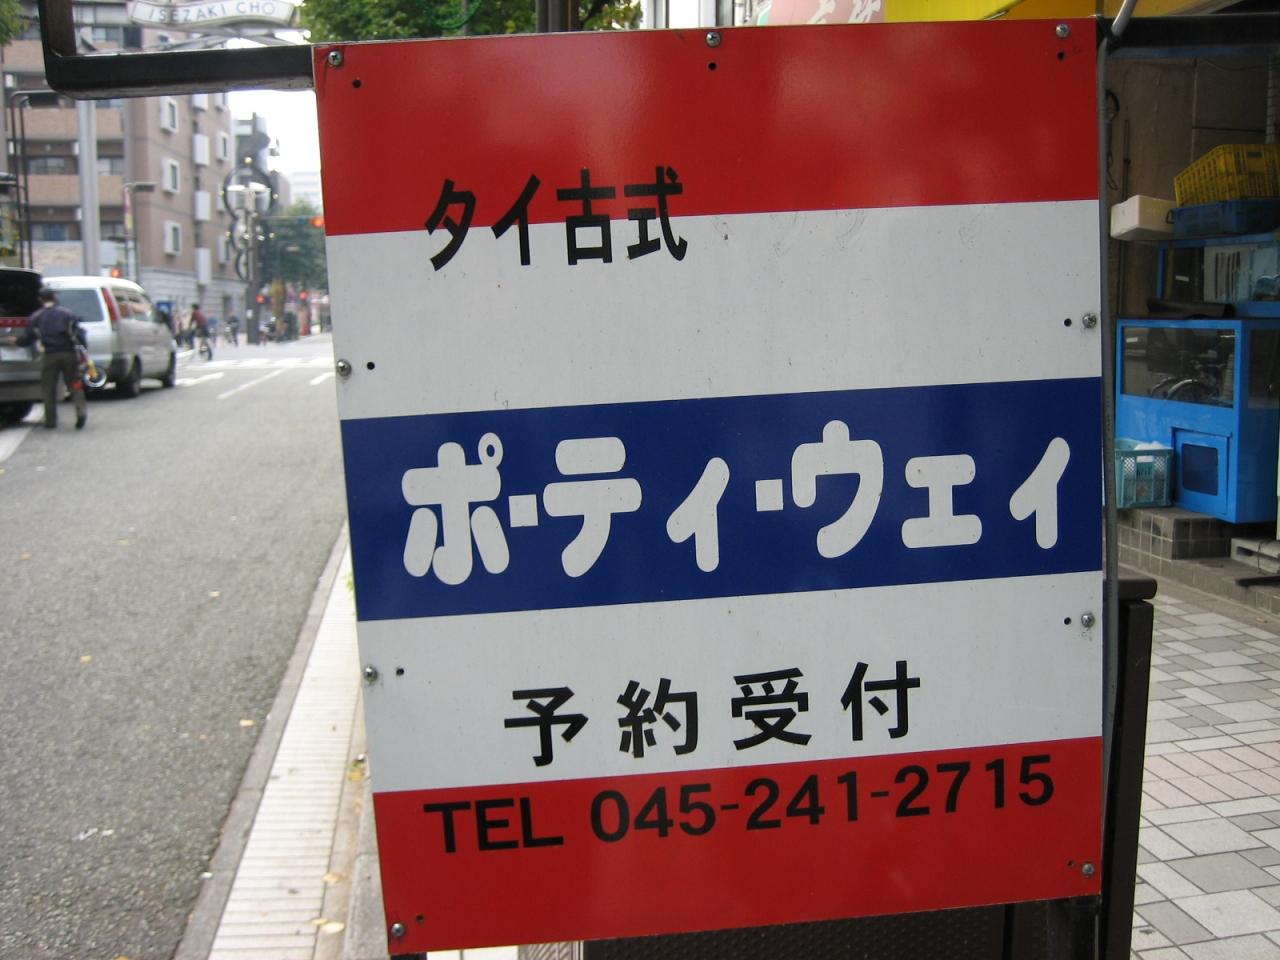 ISEZAKI CHO
タイ古式
ポ・ティ・ウェイ
予約受付
TEL 045-241-2715